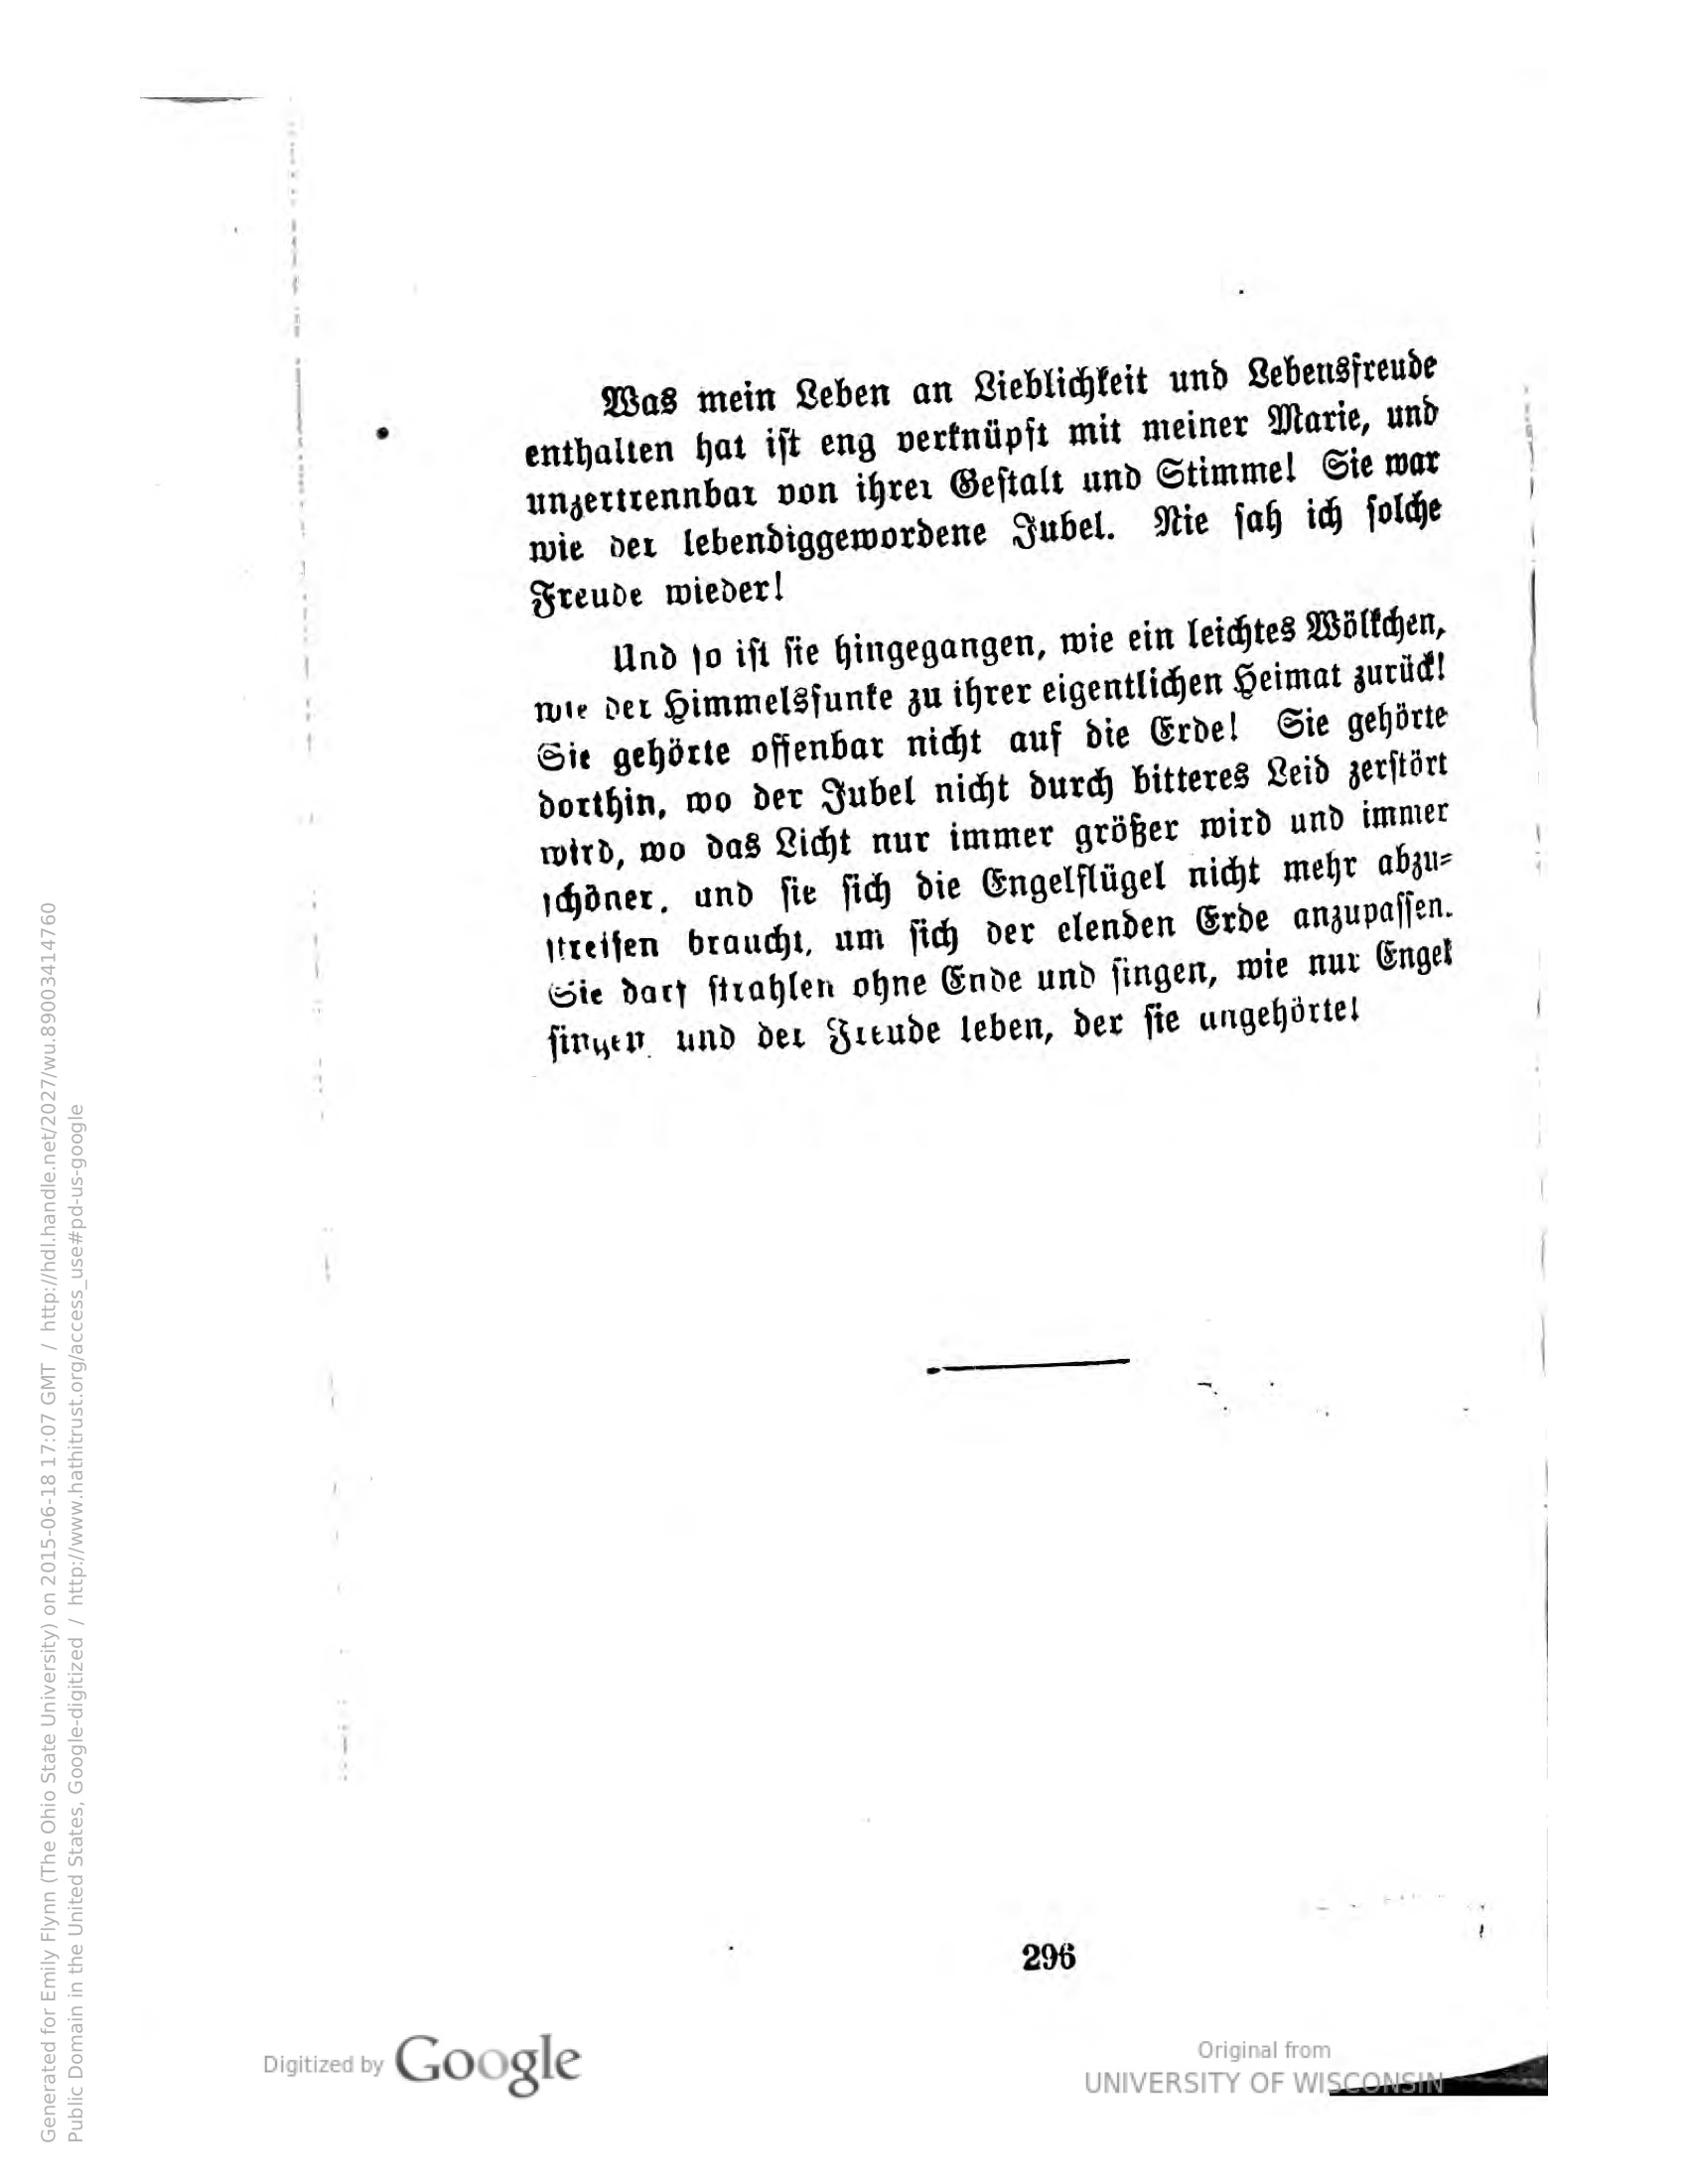 Was mein Leben an Lieblichkeit und Lebensfreude
enthalten hat ist eng verknüpft mit meiner Marie, und
unzertrennbar von ihrer Gestalt und Stimme! Sie war
wie der lebendiggewordene Jubel. Nie sah ich solche
Freude wieder!
Und so ist sie hingegangen, wie ein leichtes Wölkchen,
wie der Himmelsfunke zu ihrer eigentlichen Heimat zurück!
Sie gehörte offenbar nicht auf die Erde! Sie gehörte
dorthin, wo der Jubel nicht durch bitteres Leid zerstört
wird, wo das Licht nur immer größer wird und immer
schöner, und sie sich die Engelflügel nicht mehr abzu-
streifen braucht, um sich der elenden Erde anzupassen.
Sie darf strahlen ohne Ende und singen, wie nur Engel
singen und der Freude leben, der sie angehörte!
296
Digitized by Google
Original from
UNIVERSITY OF WISCONSIN
Generated for Emily Flynn (The Ohio State University) on 2015-06-18 17:07 GMT / http://hdl.handle.net/2027/wu.89003414760
Public Domain in the United States, Google-digitized / http://www.hathitrust.org/access_use#pd-us-google